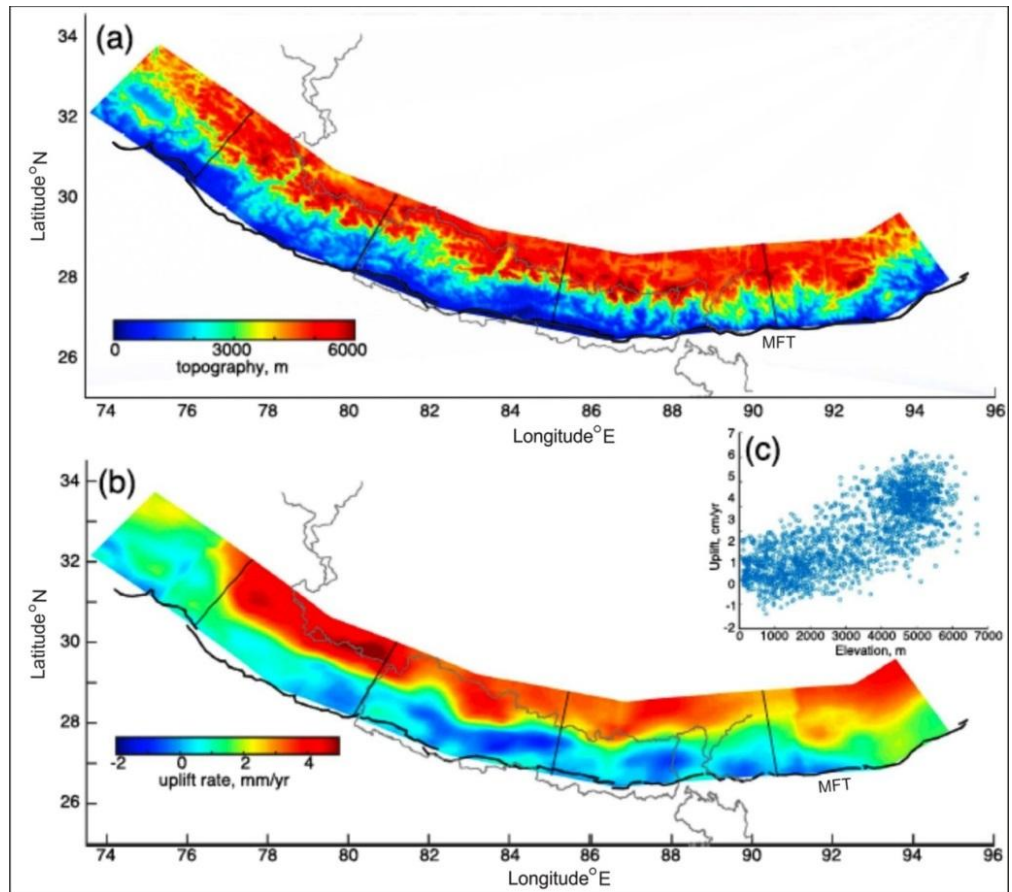 (a)
34
32
30
28
26
Latitude°N
0 3000 6000
topography, m
MFT
74 76 78 80 82 84 86 88 90 92 94 96
Longitude°E
(b)
34
32
30
28
26
Latitude°N
-2 0 2 4
uplift rate, mm/yr
MFT
74 76 78 80 82 84 86 88 90 92 94 96
Longitude°E
(c)
7
6
4
3
2
1
0
-1
-2
Uplift, cm/yr
0 1000 2000 3000 4000 5000 6000 7000
Elevation, m